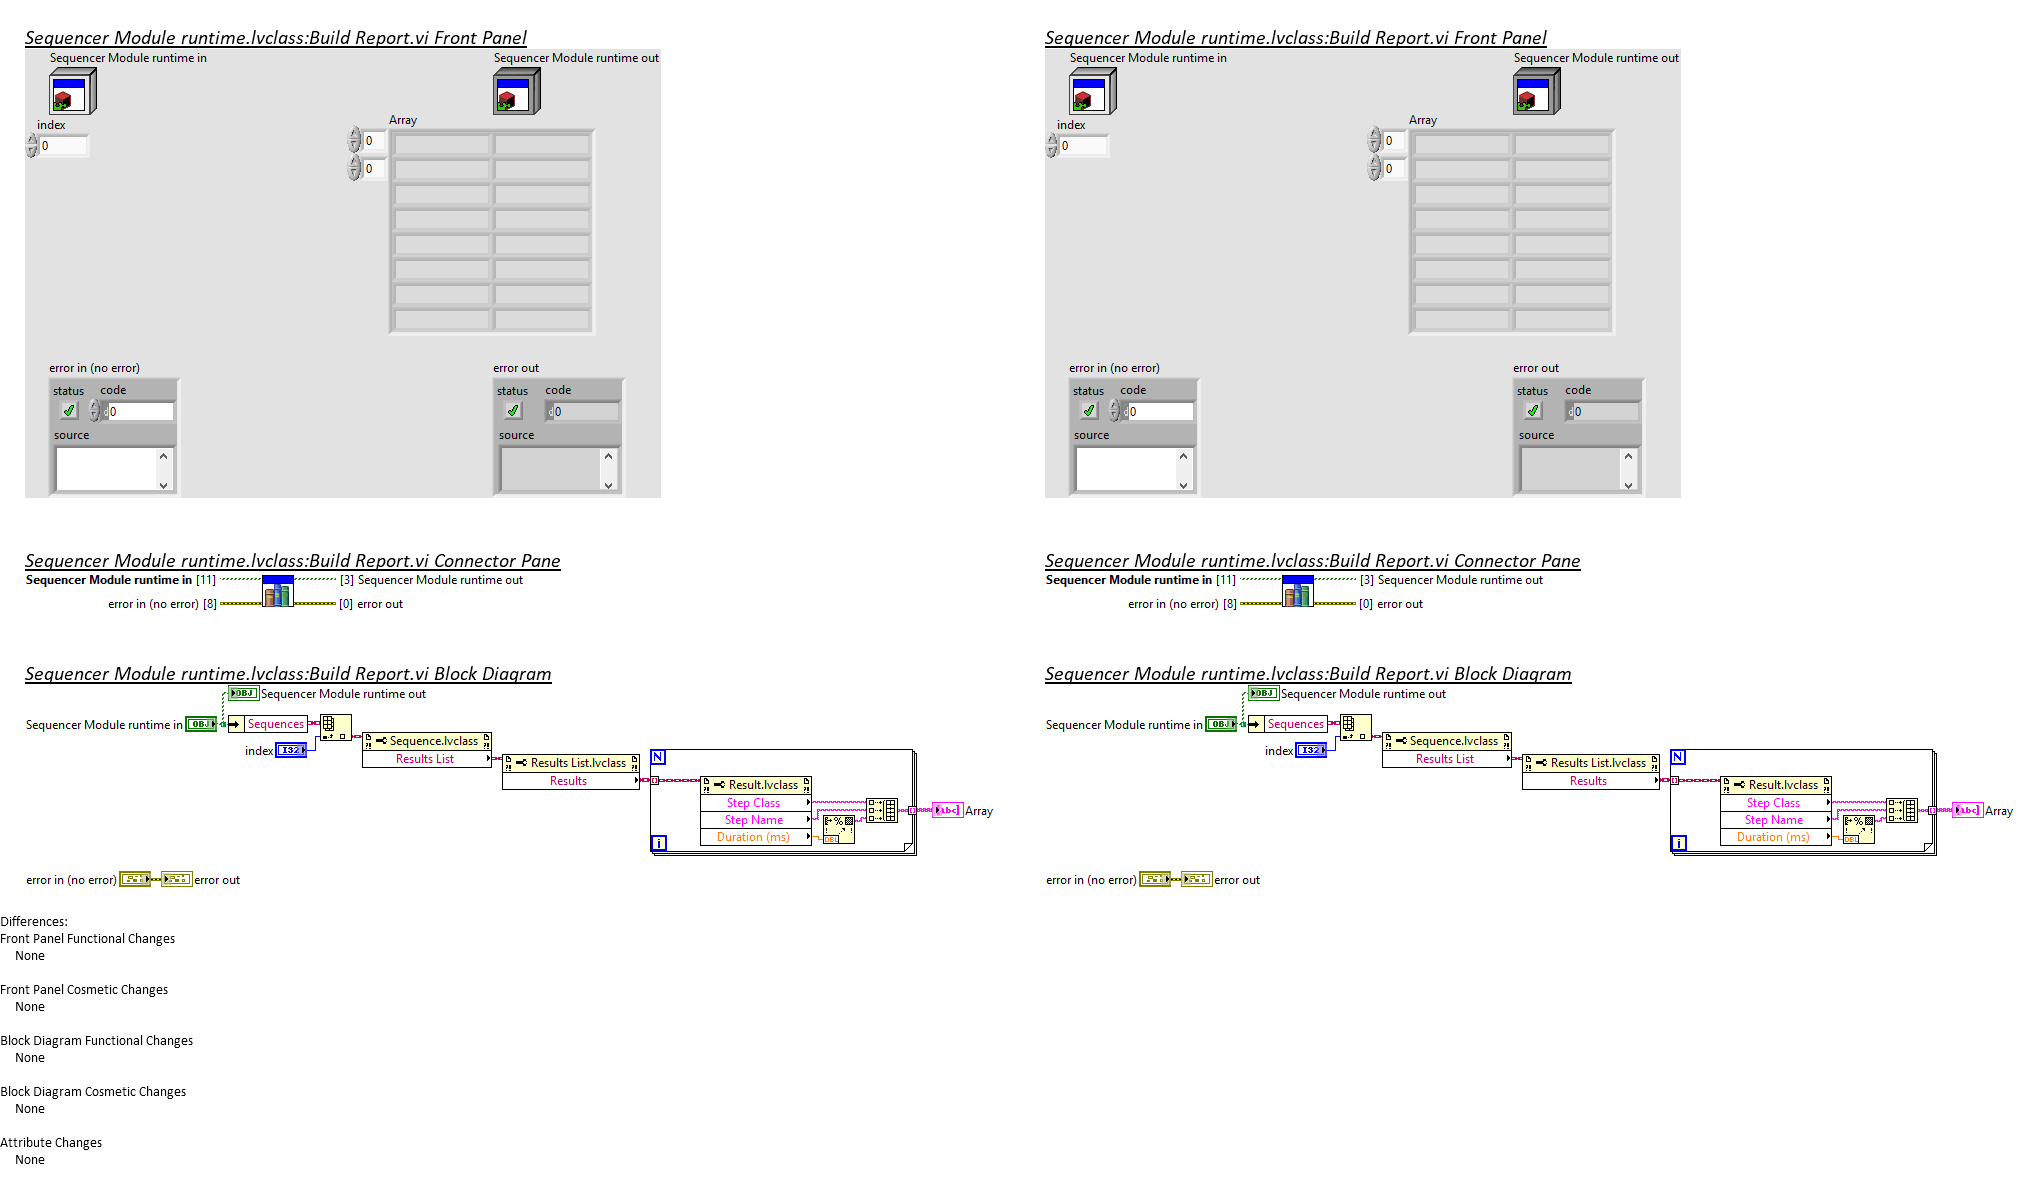 Sequencer Module runtime.lvclass:Build Report.vi Front Panel
Sequencer Module runtime in
Sequencer Module runtime out
index
0
Array
0
0
error in (no error)
status
code
d 0
source
error out
status
code
d 0
source
Sequencer Module runtime.lvclass:Build Report.vi Connector Pane
Sequencer Module runtime in [11]
[3] Sequencer Module runtime out
error in (no error) [8]
[0] error out
Sequencer Module runtime.lvclass:Build Report.vi Block Diagram
OBJ Sequencer Module runtime out
Sequencer Module runtime in OBJ
Sequences
index I32
Sequence.lvclass
Results List
Results List.lvclass
Results
N
Result.lvclass
Step Class
Step Name
Duration (ms)
%
DBL
i
abc Array
error in (no error)
error out
Sequencer Module runtime.lvclass:Build Report.vi Front Panel
Sequencer Module runtime in
Sequencer Module runtime out
index
0
Array
0
0
error in (no error)
status
code
d 0
source
error out
status
code
d 0
source
Sequencer Module runtime.lvclass:Build Report.vi Connector Pane
Sequencer Module runtime in [11]
[3] Sequencer Module runtime out
error in (no error) [8]
[0] error out
Sequencer Module runtime.lvclass:Build Report.vi Block Diagram
OBJ Sequencer Module runtime out
Sequencer Module runtime in OBJ
Sequences
index I32
Sequence.lvclass
Results List
Results List.lvclass
Results
N
Result.lvclass
Step Class
Step Name
Duration (ms)
%
DBL
i
abc Array
error in (no error)
error out
Differences:
Front Panel Functional Changes
None
Front Panel Cosmetic Changes
None
Block Diagram Functional Changes
None
Block Diagram Cosmetic Changes
None
Attribute Changes
None